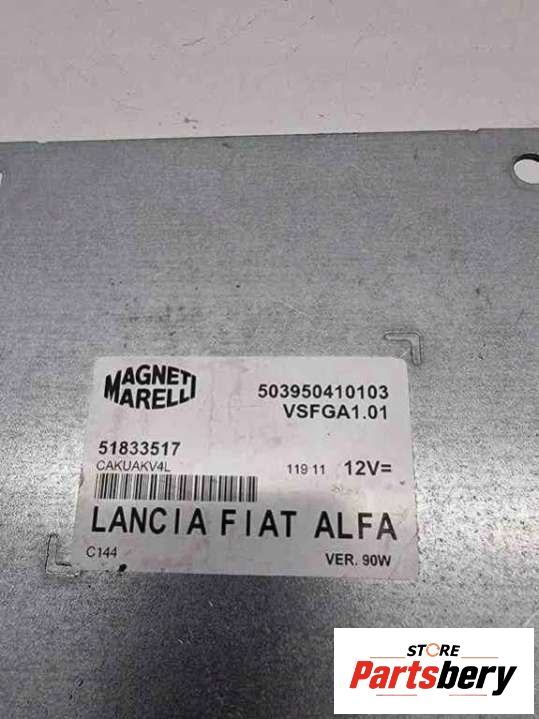 MAGNETI
MARELLI
503950410103
VSFGA1.01
51833517
CAKUAKV4L
119 11 12V=
LANCIA FIAT ALFA
C144
VER. 90W
STORE
Partsbery